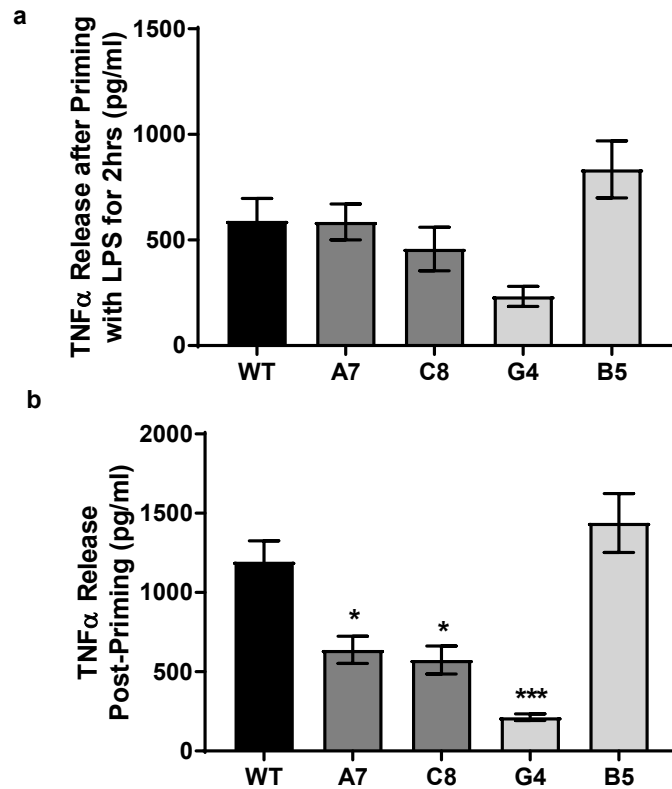 a
TNFα Release after Priming
with LPS for 2hrs (pg/ml)
1500
1000
500
0
WT A7 C8 G4 B5
b
TNFα Release
Post-Priming (pg/ml)
2000
1500
1000
500
0
* * ***
WT A7 C8 G4 B5